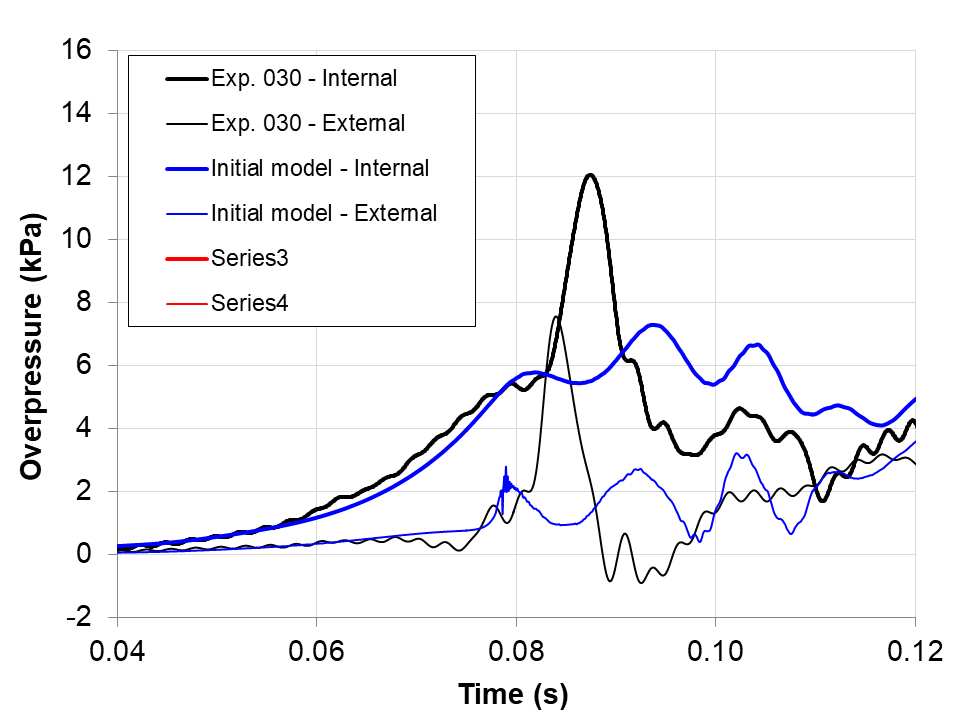 16
14
12
10
8
6
4
2
0
-2
Overpressure (kPa)
Exp. 030 - Internal
Exp. 030 - External
Initial model - Internal
Initial model - External
Series3
Series4
0.04 0.06 0.08 0.10 0.12
Time (s)